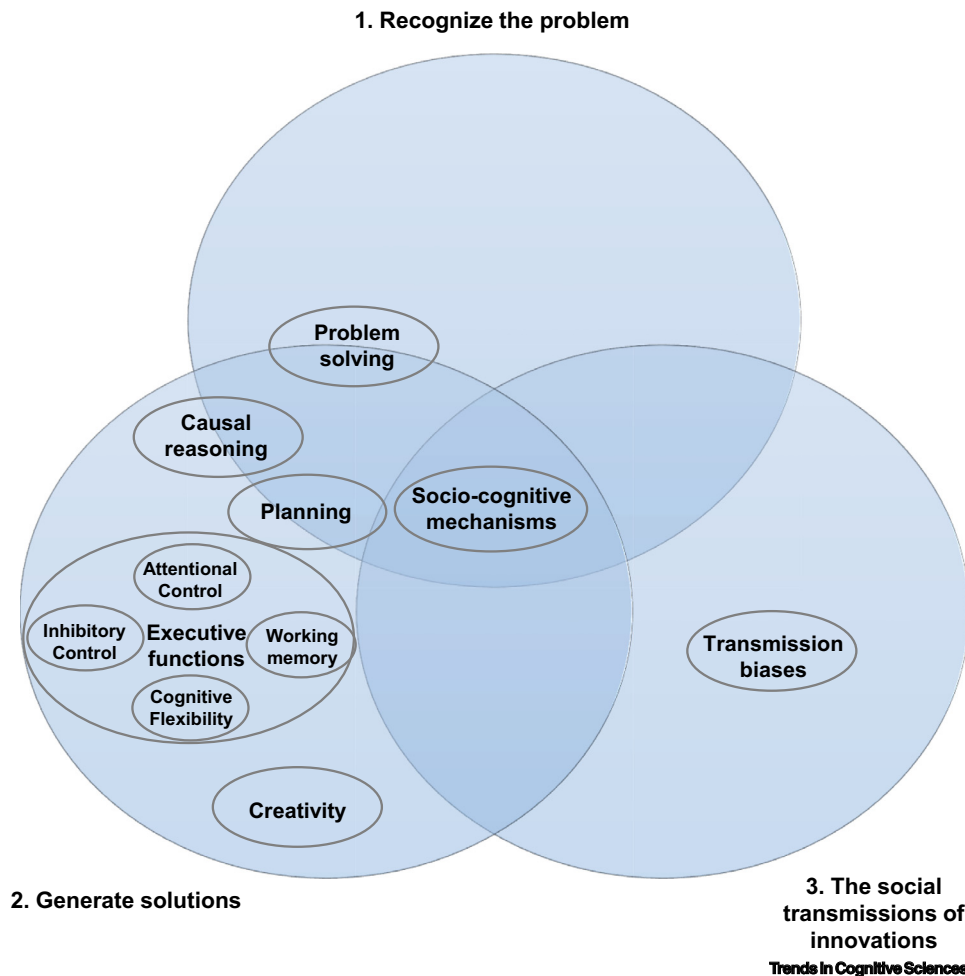 1. Recognize the problem
Problem
solving
Causal
reasoning
Planning
Socio-cognitive
mechanisms
Attentional
Control
Inhibitory
Control
Executive
functions
Working
memory
Cognitive
Flexibility
Transmission
biases
Creativity
2. Generate solutions
3. The social
transmissions of
innovations
Trends in Cognitive Sciences